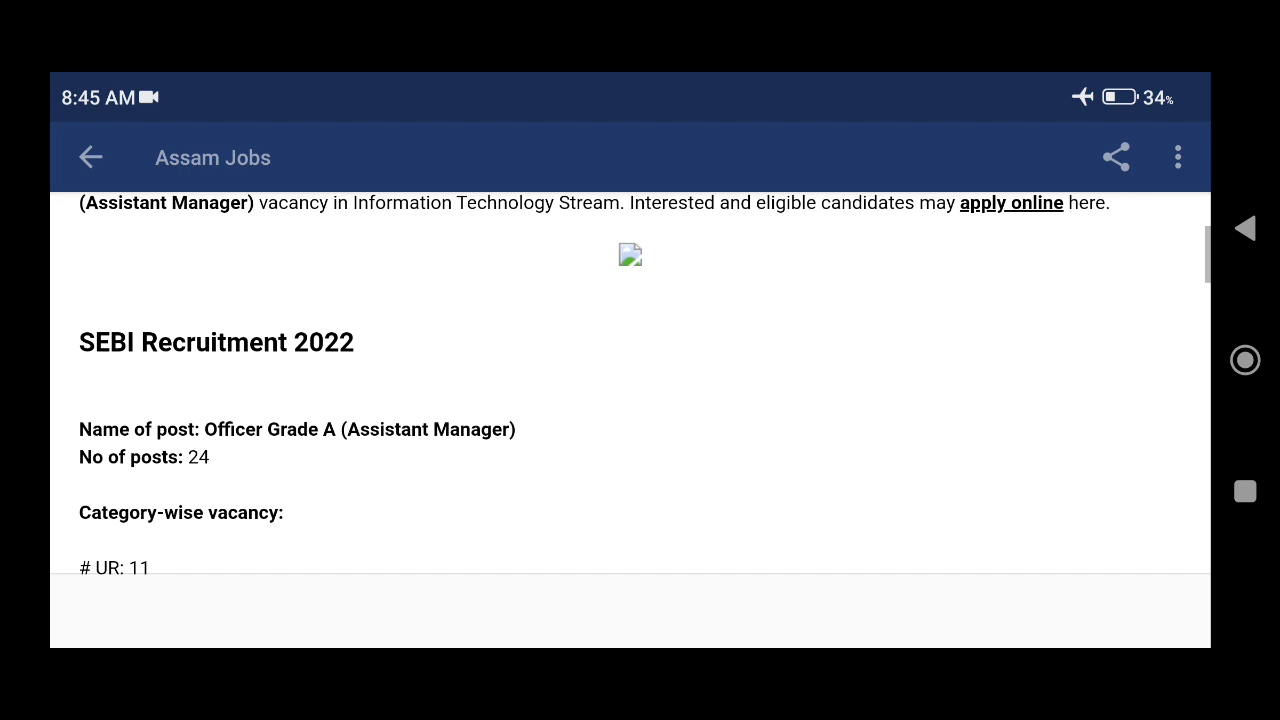 8:45 AM
34%
Assam Jobs
(Assistant Manager) vacancy in Information Technology Stream. Interested and eligible candidates may apply online here.
SEBI Recruitment 2022
Name of post: Officer Grade A (Assistant Manager)
No of posts: 24
Category-wise vacancy:
# UR: 11